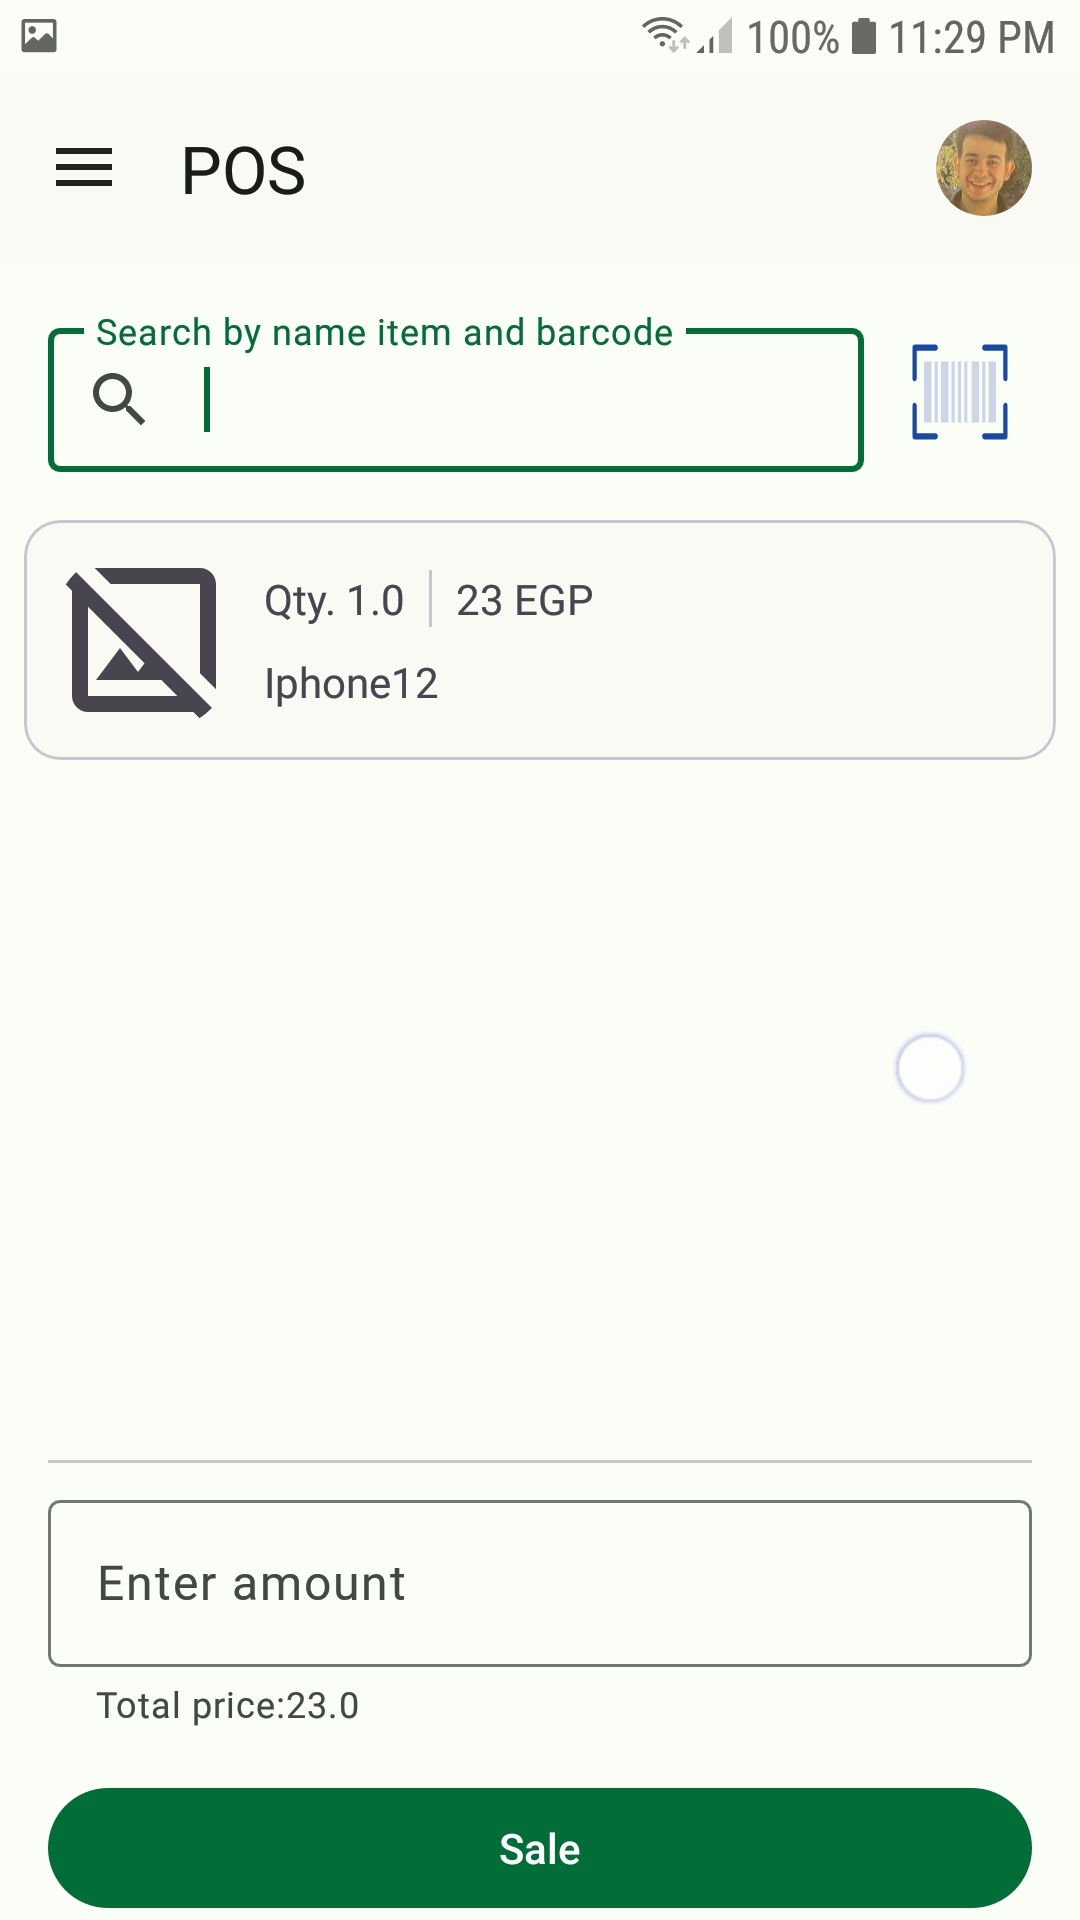 100% 11:29 PM
POS
Search by name item and barcode
Qty. 1.0 23 EGP
Iphone12
Enter amount
Total price:23.0
Sale